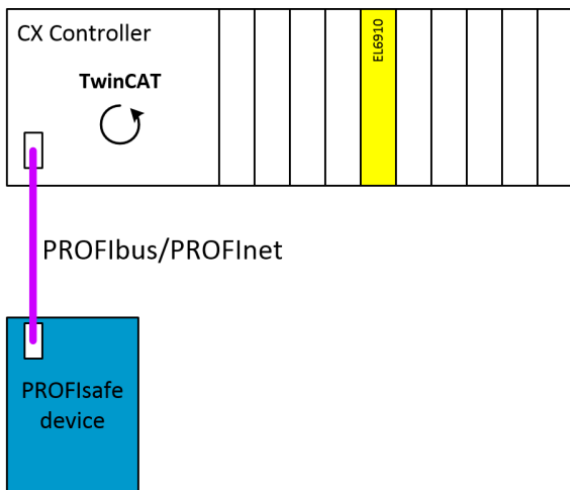 CX Controller
TwinCAT
EL6910
PROFIbus/PROFInet
PROFIsafe
device